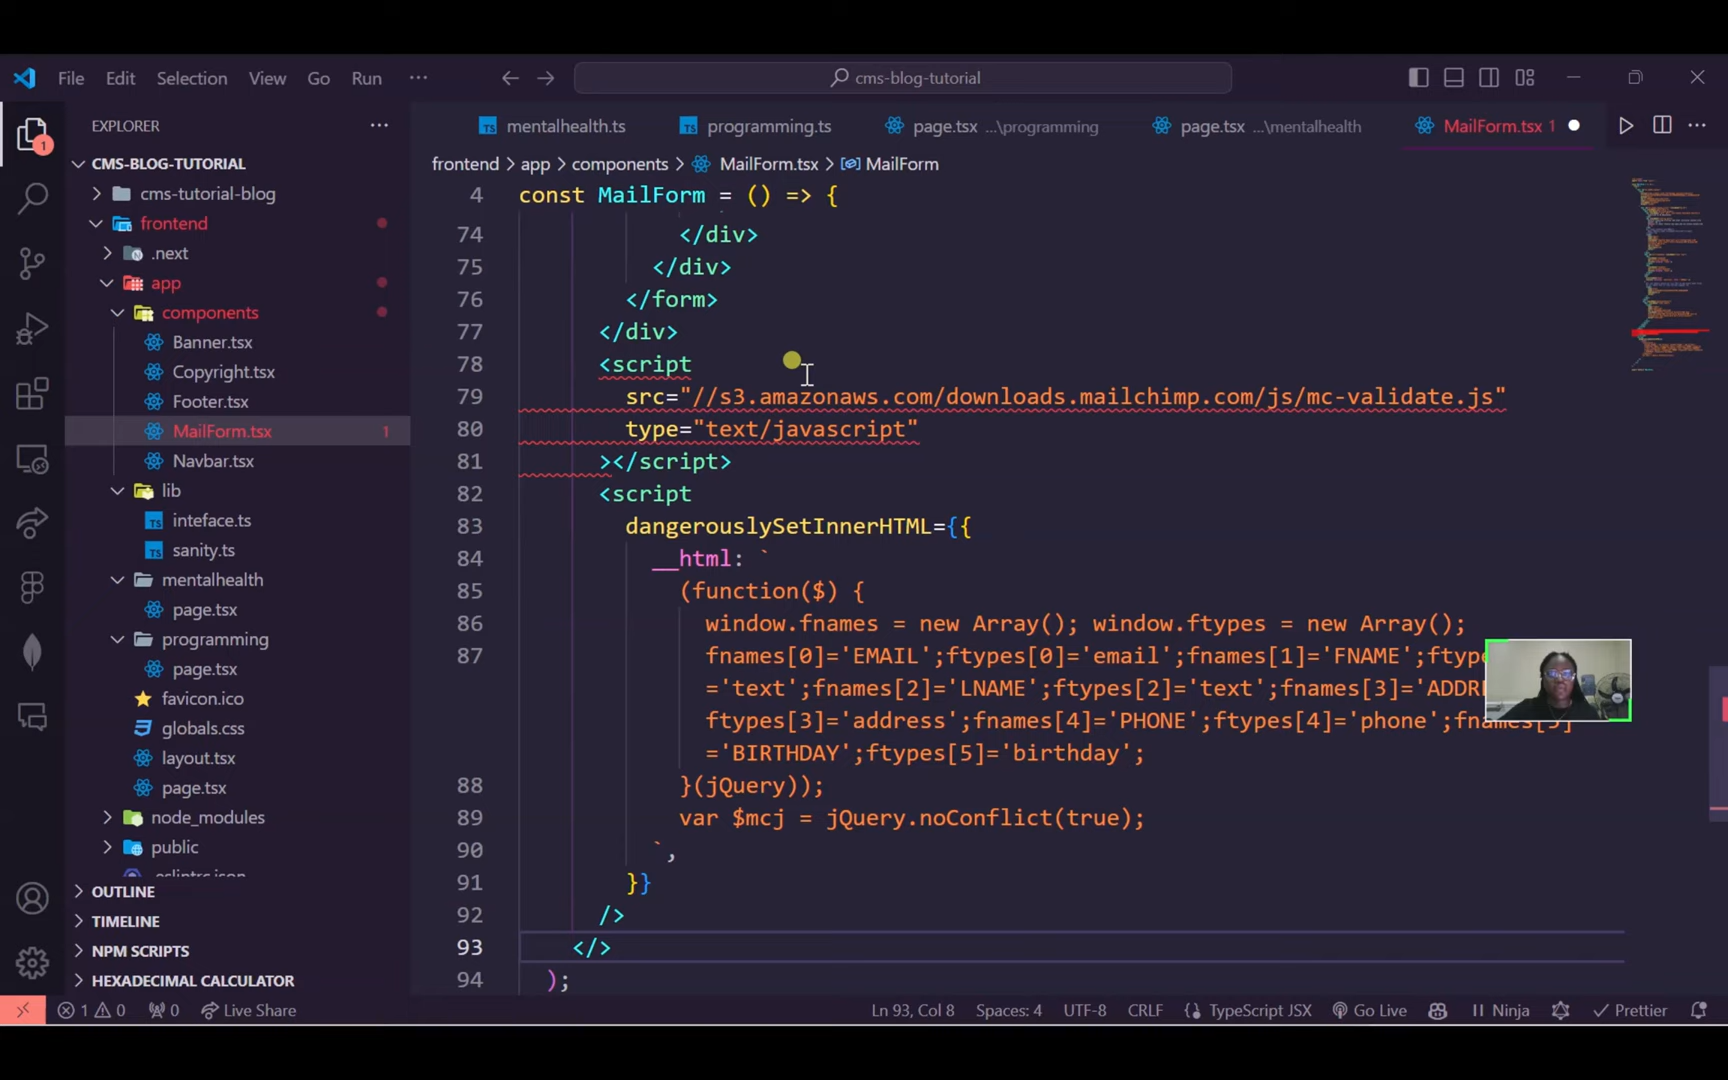 File Edit Selection View Go Run ... cms-blog-tutorial
EXPLORER ...
mentalhealth.ts programming.ts page.tsx ...\programming page.tsx ...\mentalhealth MailForm.tsx 1
1
frontend > app > components > MailForm.tsx > MailForm
CMS-BLOG-TUTORIAL
cms-tutorial-blog
frontend
.next
app
components
Banner.tsx
Copyright.tsx
Footer.tsx
MailForm.tsx 1
Navbar.tsx
lib
inteface.ts
sanity.ts
mentalhealth
page.tsx
programming
page.tsx
favicon.ico
globals.css
layout.tsx
page.tsx
node_modules
public
.eslintrc.json
OUTLINE
TIMELINE
NPM SCRIPTS
HEXADECIMAL CALCULATOR
4 const MailForm = () => {
74 </div>
75 </div>
76 </form>
77 </div>
78 <script
79 src="//s3.amazonaws.com/downloads.mailchimp.com/js/mc-validate.js"
80 type="text/javascript"
81 ></script>
82 <script
83 dangerouslySetInnerHTML={{
84 __html: `
85 (function($) {
86 window.fnames = new Array(); window.ftypes = new Array();
87 fnames[0]='EMAIL';ftypes[0]='email';fnames[1]='FNAME';ftype
='text';fnames[2]='LNAME';ftypes[2]='text';fnames[3]='ADDR
ftypes[3]='address';fnames[4]='PHONE';ftypes[4]='phone';fnames[5]
='BIRTHDAY';ftypes[5]='birthday';
88 }(jQuery));
89 var $mcj = jQuery.noConflict(true);
90 `,
91 }}
92 />
93 </>
94 );
1 0 0 Live Share Ln 93, Col 8 Spaces: 4 UTF-8 CRLF {} TypeScript JSX Go Live Ninja Prettier